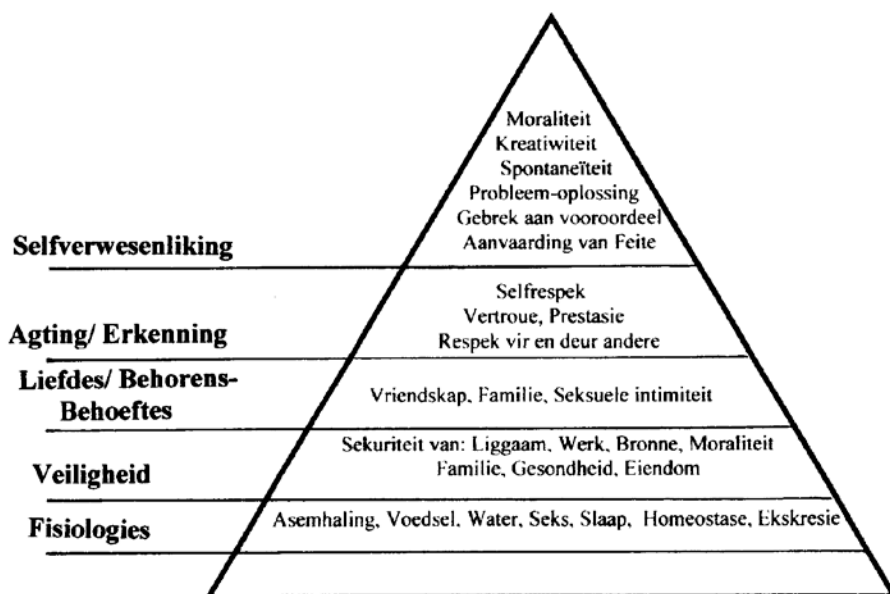 Moraliteit
Kreatiwiteit
Spontaneïteit
Probleem-oplossing
Gebrek aan vooroordeel
Aanvaarding van Feite
Selfverwesenliking
Selfrespek
Vertroue, Prestasie
Respek vir en deur andere
Agting/ Erkenning
Liefdes/ Behorens-
Behoeftes
Vriendskap, Familie, Seksuele intimiteit
Sekuriteit van: Liggaam, Werk, Bronne, Moraliteit
Familie, Gesondheid, Eiendom
Veiligheid
Asemhaling, Voedsel, Water, Seks, Slaap, Homeostase, Ekskresie
Fisiologies